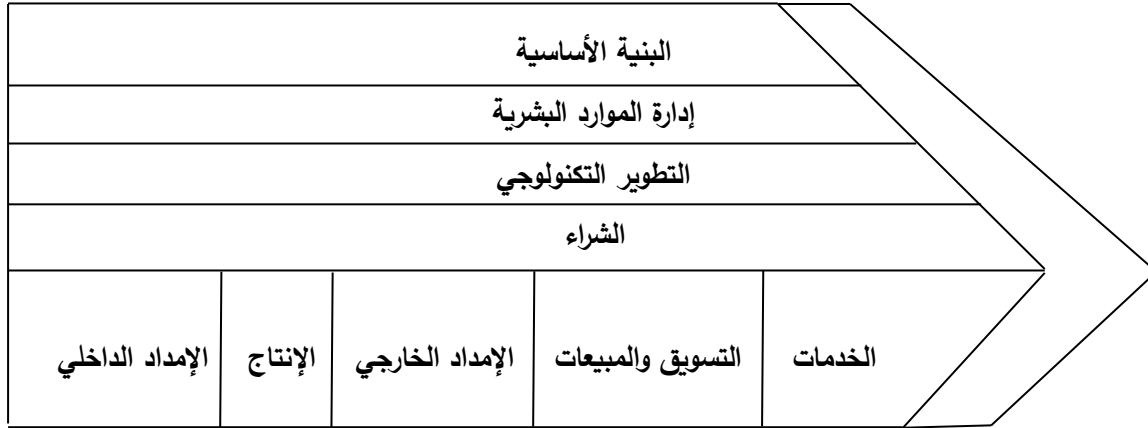 البنية الأساسية
إدارة الموارد البشرية
التطوير التكنولوجي
الشراء
الإمداد الداخلي
الإنتاج
الإمداد الخارجي
التسويق والمبيعات
الخدمات